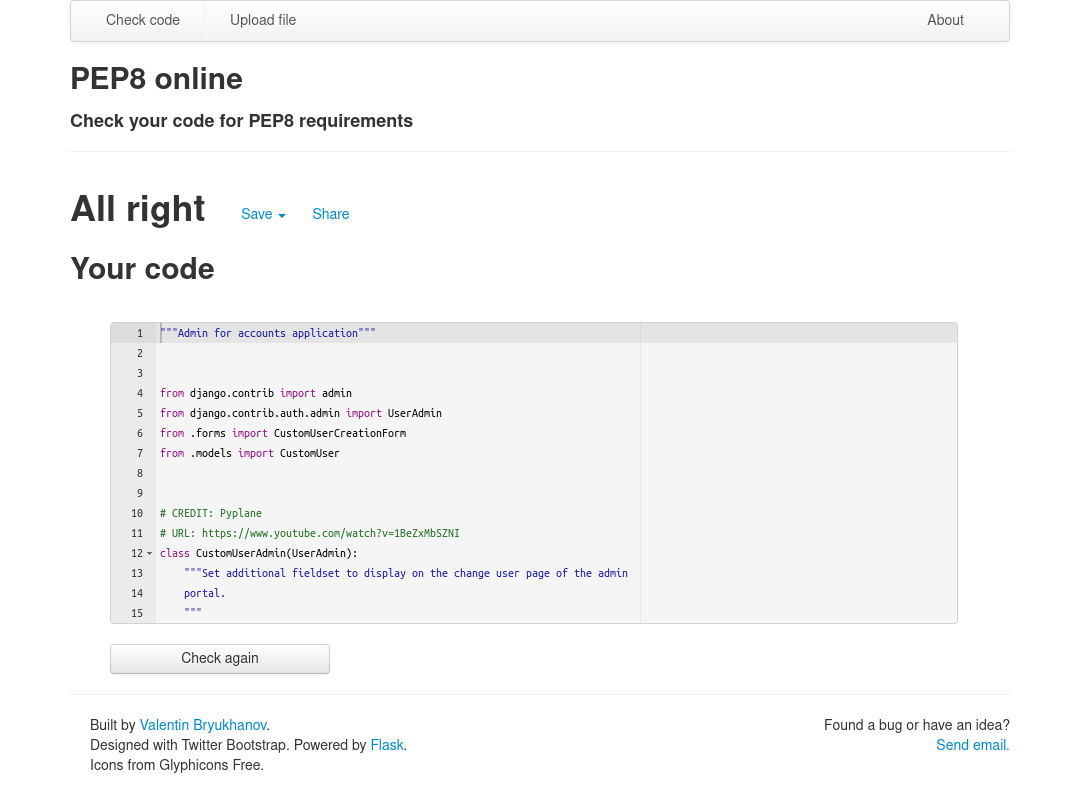 Check code Upload file About
PEP8 online
Check your code for PEP8 requirements
All right Save Share
Your code
1 """Admin for accounts application"""
2
3
4 from django.contrib import admin
5 from django.contrib.auth.admin import UserAdmin
6 from .forms import CustomUserCreationForm
7 from .models import CustomUser
8
9
10 # CREDIT: Pyplane
11 # URL: https://www.youtube.com/watch?v=1BeZxMbSZNI
12 class CustomUserAdmin(UserAdmin):
13 """Set additional fieldset to display on the change user page of the admin
14 portal.
15 """
Check again
Built by Valentin Bryukhanov. Found a bug or have an idea?
Designed with Twitter Bootstrap. Powered by Flask. Send email.
Icons from Glyphicons Free.